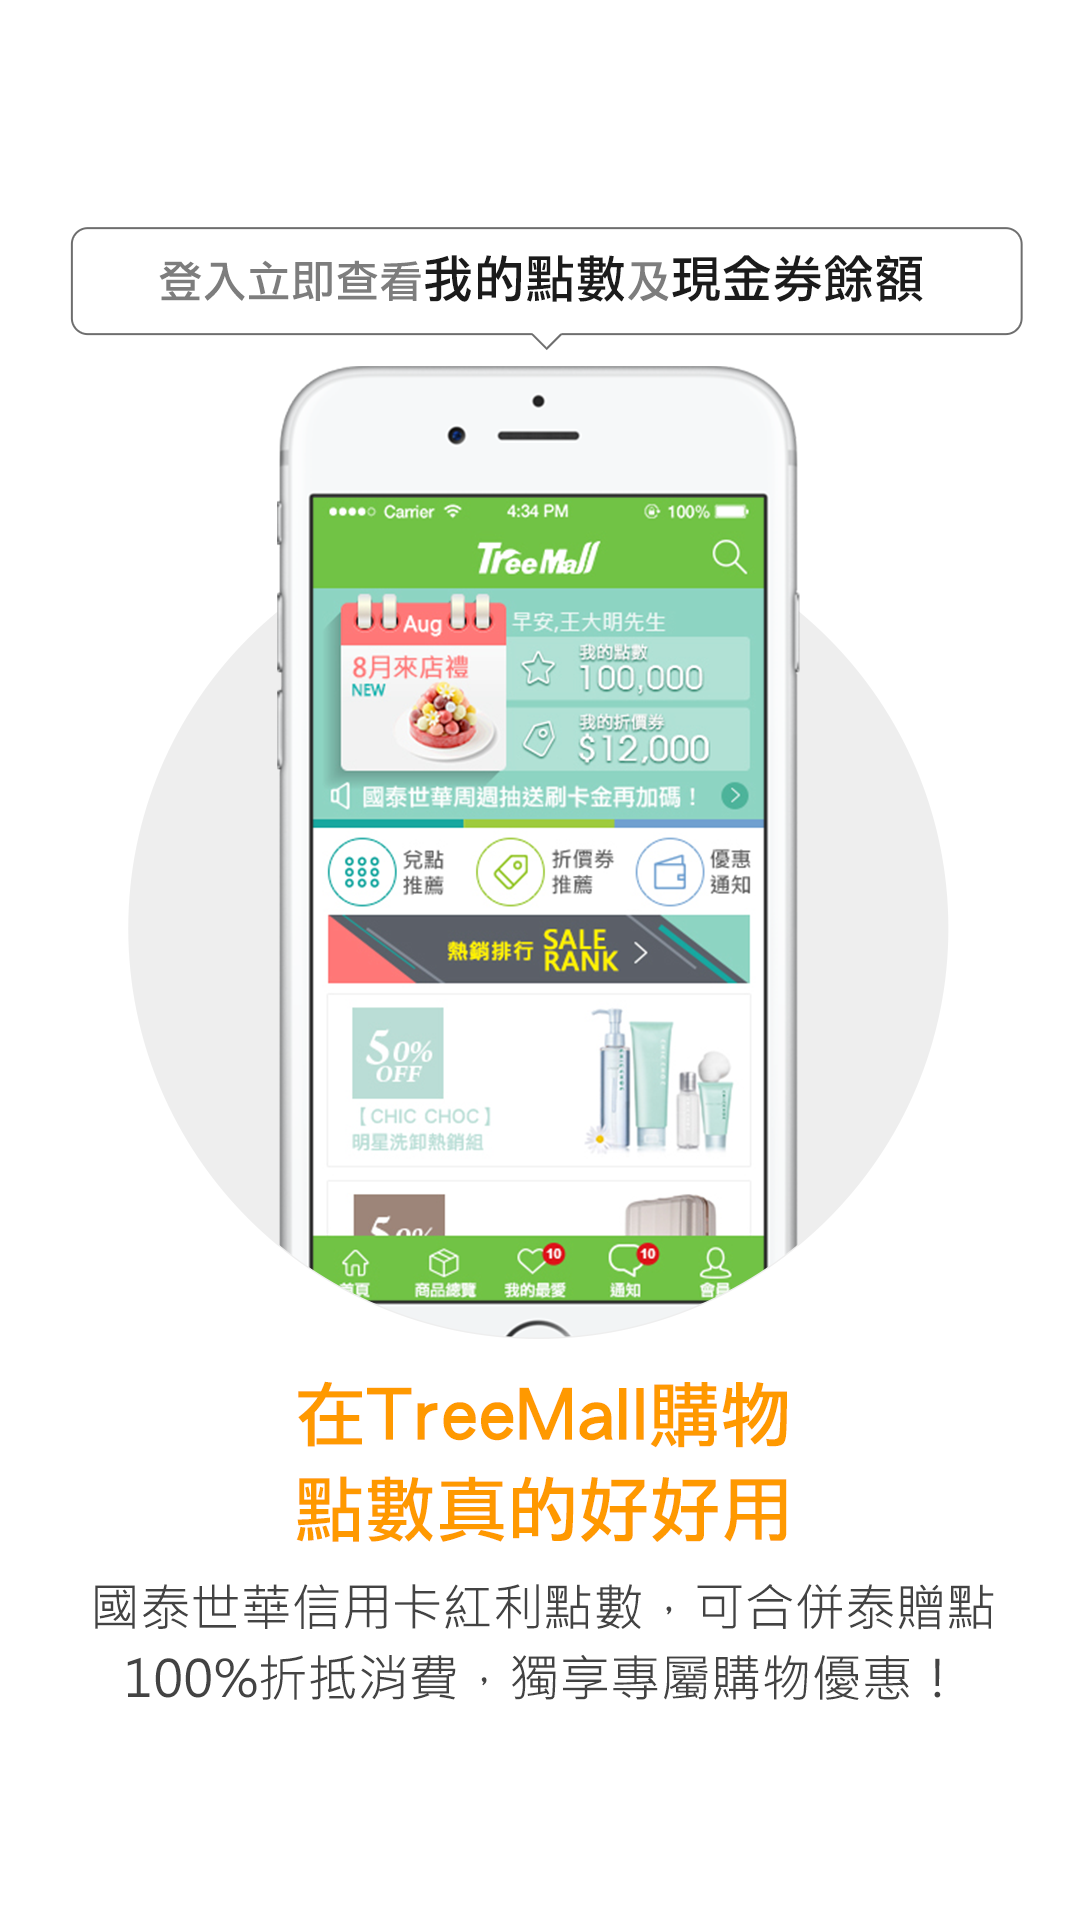 登入立即查看我的點數及現金券餘額
Carrier 4:34 PM 100%
TreeMall
Aug
8月來店禮
NEW
早安,王大明先生
我的點數
100,000
我的折價券
$12,000
國泰世華周週抽送刷卡金再加碼！
兌點
推薦
折價券
推薦
優惠
通知
熱銷排行 SALE
RANK
50%
OFF
【CHIC CHOC】
明星洗卸熱銷組
50%
10
10
首頁 商品總覽 我的最愛 通知 會員
在TreeMall購物
點數真的好好用
國泰世華信用卡紅利點數，可合併泰贈點
100%折抵消費，獨享專屬購物優惠！